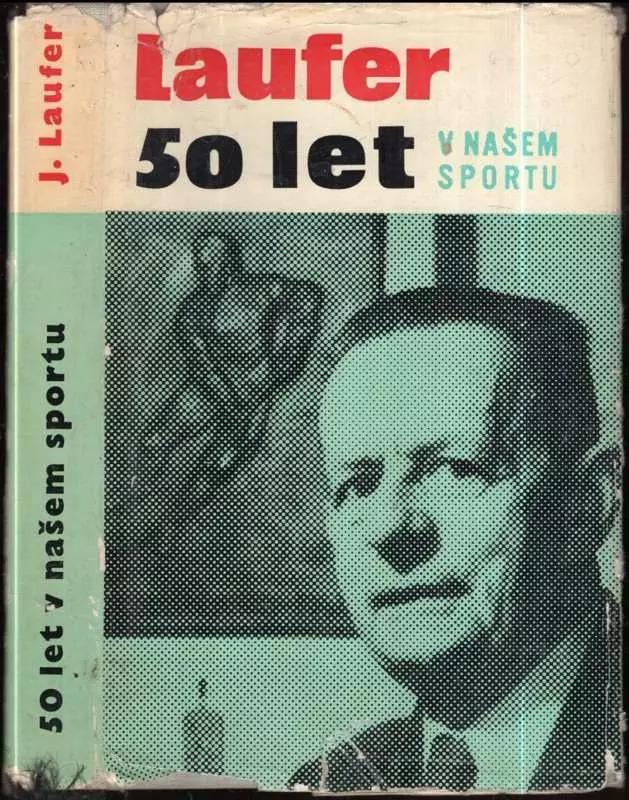 J. Laufer
50 let v našem sportu
Laufer
50 let
V NAŠEM
SPORTU